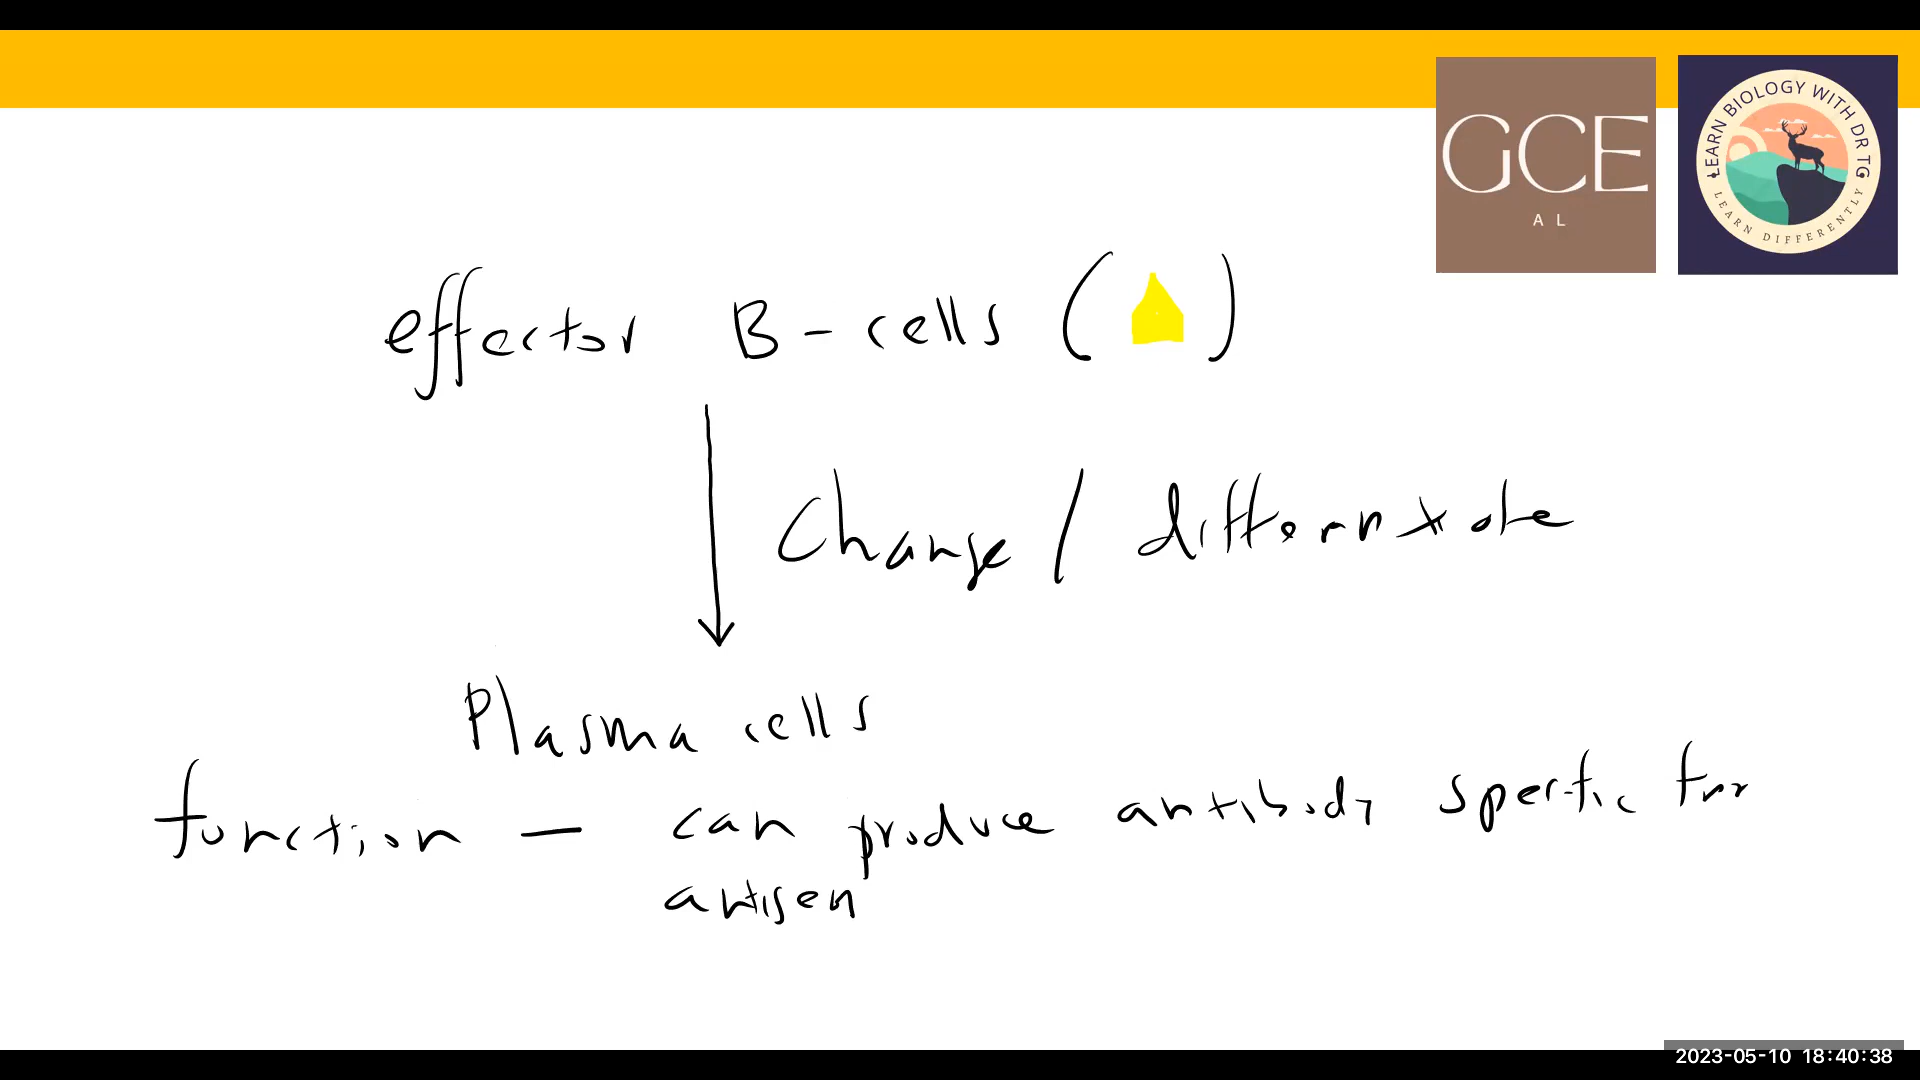 GCE
AL
LEARN BIOLOGY WITH DR TG
LEARN DIFFERENTLY
effector B-cells ( )
Change / differentiate
Plasma cells
function — can produce antibody specific for
antigen
2023-05-10 18:40:38